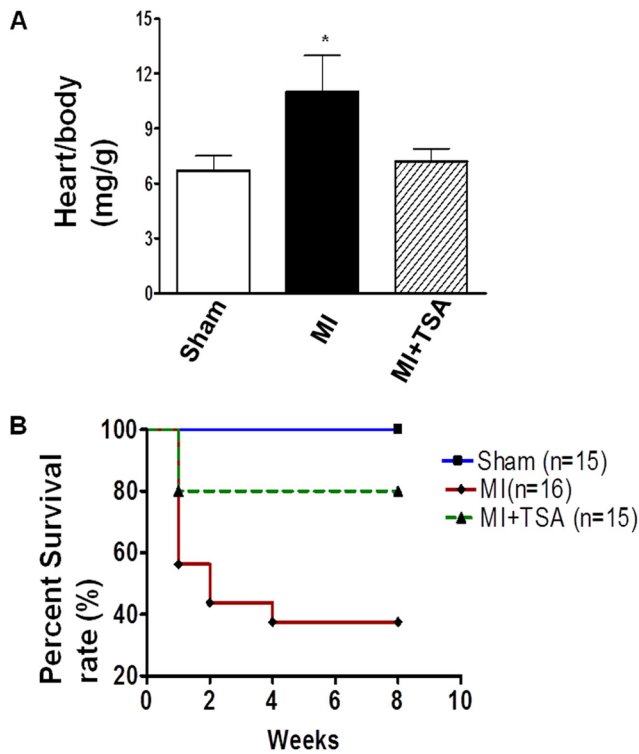 A
Heart/body
(mg/g)
15
12
9
6
3
0
*
Sham
MI
MI+TSA
B
Percent Survival
rate (%)
100
80
60
40
20
0
2
4
6
8
10
Weeks
Sham (n=15)
MI(n=16)
MI+TSA (n=15)